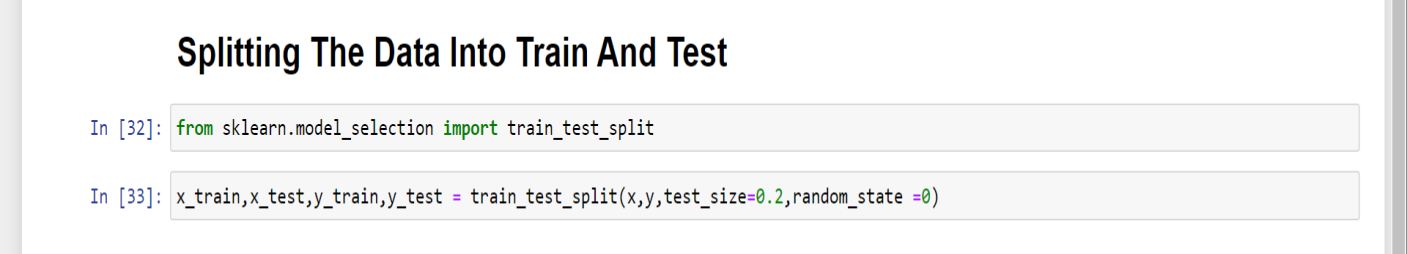 Splitting The Data Into Train And Test
In [32]: from sklearn.model_selection import train_test_split
In [33]: x_train,x_test,y_train,y_test = train_test_split(x,y,test_size=0.2,random_state =0)